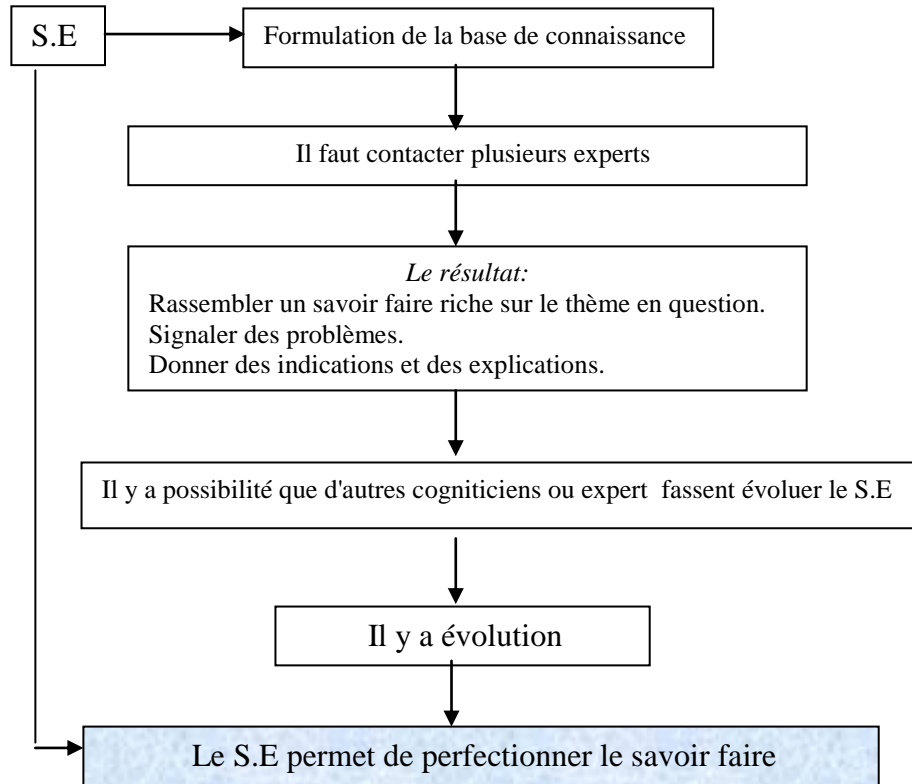 S.E
Formulation de la base de connaissance
Il faut contacter plusieurs experts
Le résultat:
Rassembler un savoir faire riche sur le thème en question.
Signaler des problèmes.
Donner des indications et des explications.
Il y a possibilité que d'autres cogniticiens ou expert fassent évoluer le S.E
Il y a évolution
Le S.E permet de perfectionner le savoir faire